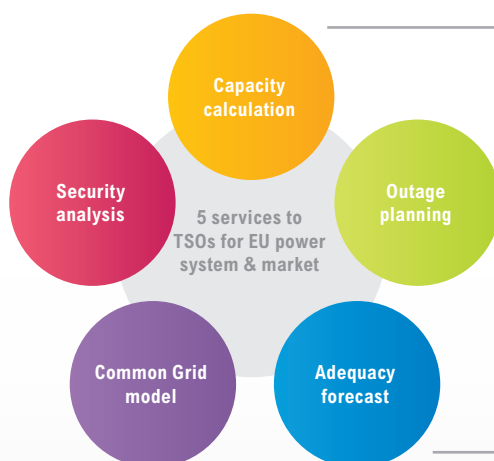 Capacity
calculation
Security
analysis
Outage
planning
5 services to
TSOs for EU power
system & market
Common Grid
model
Adequacy
forecast